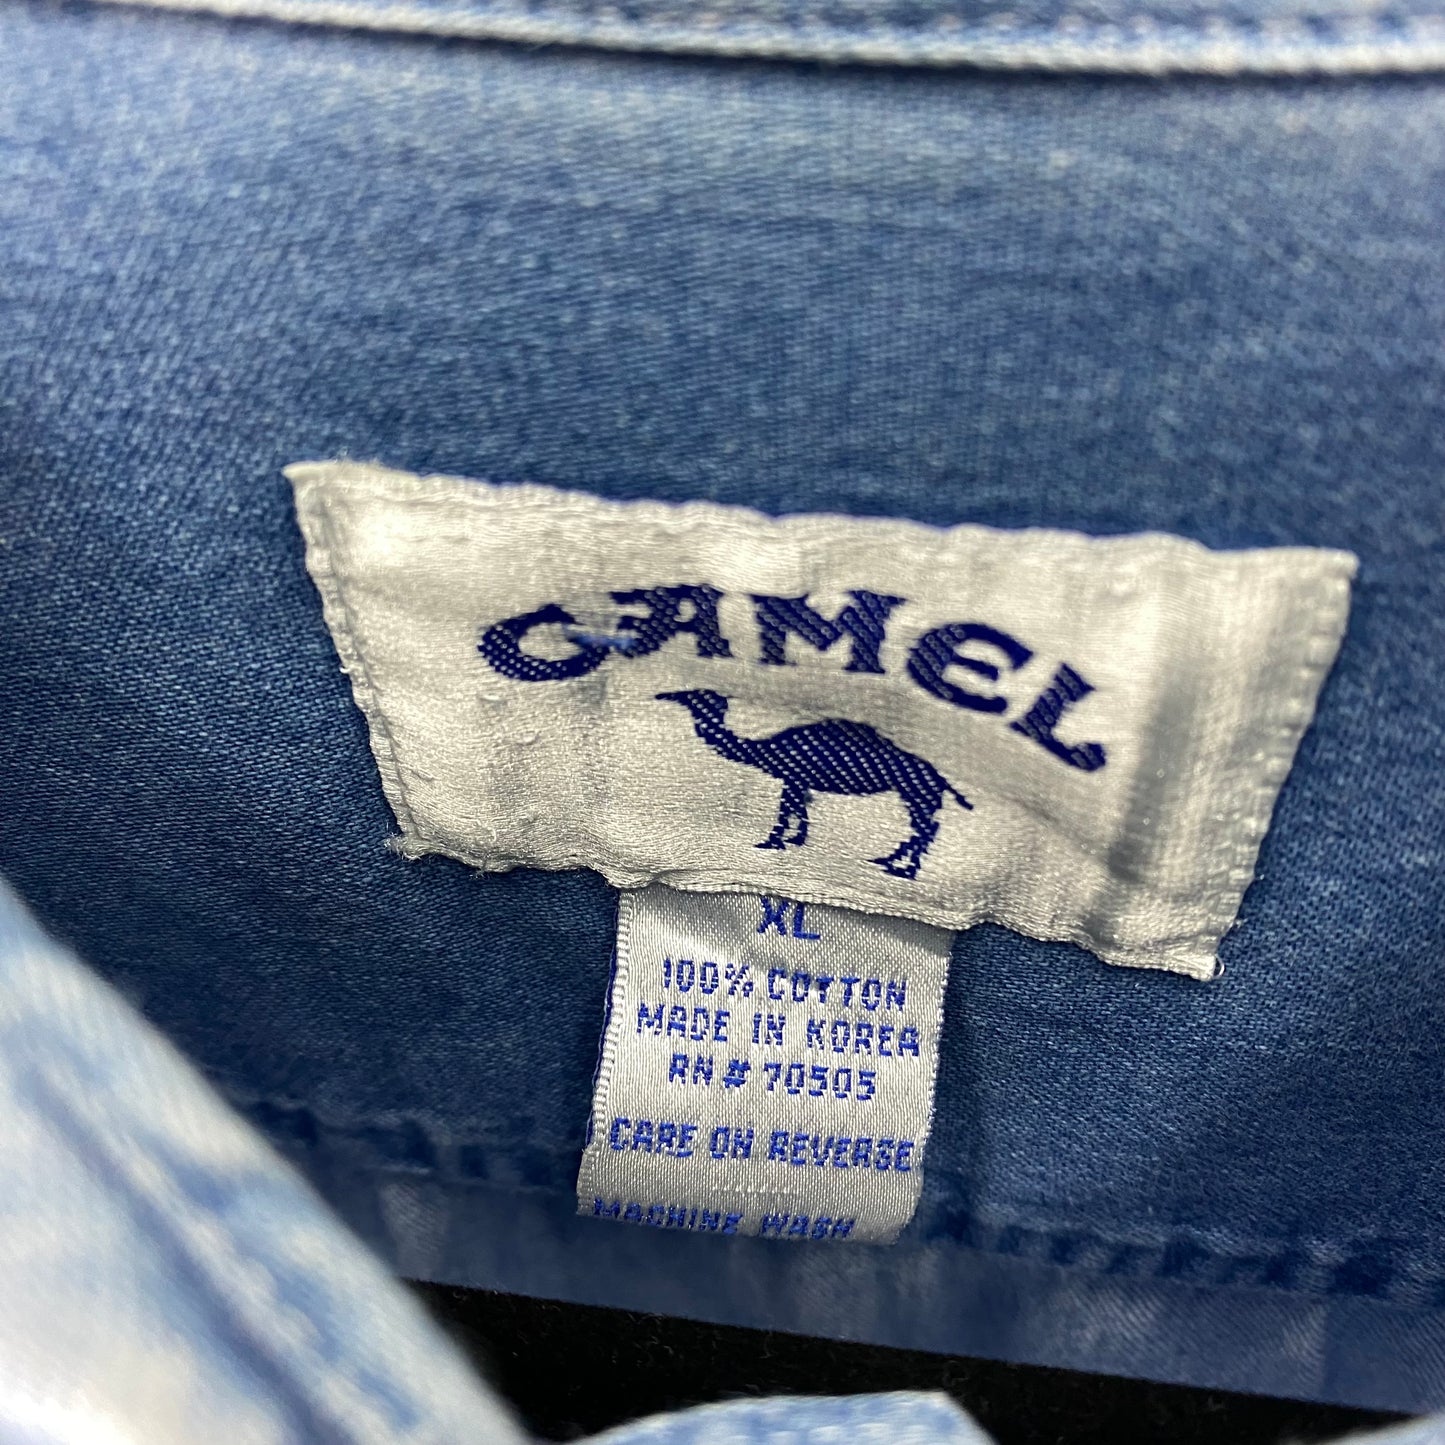 CAMEL
XL
100% COTTON
MADE IN KOREA
RN # 70505
CARE ON REVERSE
MACHINE WASH